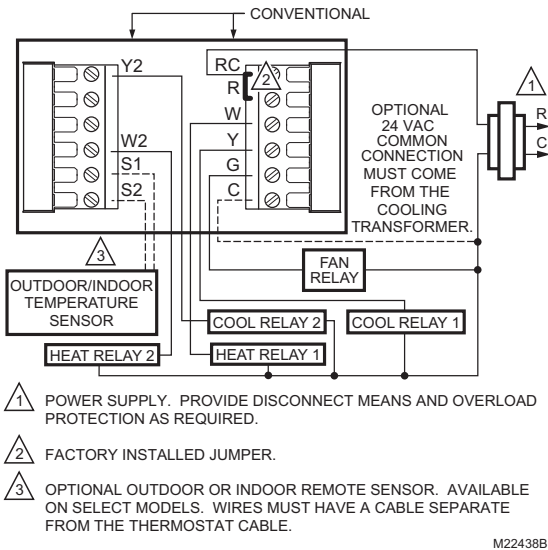 CONVENTIONAL
Y2
W2
S1
S2
RC
R
W
Y
G
C
2
1
R
C
OPTIONAL
24 VAC
COMMON
CONNECTION
MUST COME
FROM THE
COOLING
TRANSFORMER.
3
OUTDOOR/INDOOR
TEMPERATURE
SENSOR
FAN
RELAY
COOL RELAY 2
COOL RELAY 1
HEAT RELAY 2
HEAT RELAY 1
1 POWER SUPPLY. PROVIDE DISCONNECT MEANS AND OVERLOAD
PROTECTION AS REQUIRED.
2 FACTORY INSTALLED JUMPER.
3 OPTIONAL OUTDOOR OR INDOOR REMOTE SENSOR. AVAILABLE
ON SELECT MODELS. WIRES MUST HAVE A CABLE SEPARATE
FROM THE THERMOSTAT CABLE.
M22438B